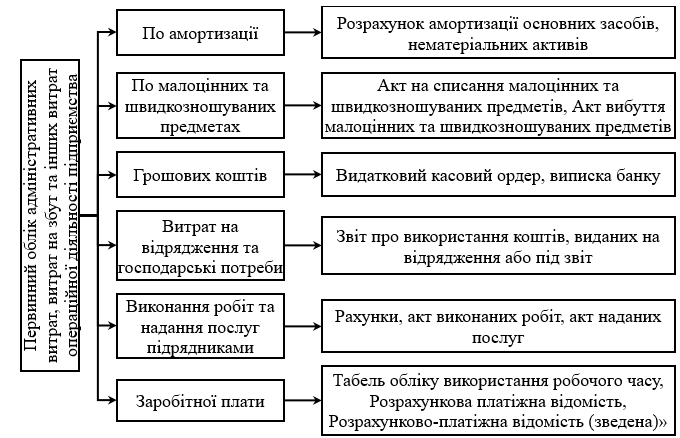 Первинний облік адміністративних
витрат, витрат на збут та інших витрат
операційної діяльності підприємства
По амортизації
Розрахунок амортизації основних засобів,
нематеріальних активів
По малоцінних та
швидкозношуваних
предметах
Акт на списання малоцінних та
швидкозношуваних предметів, Акт вибуття
малоцінних та швидкозношуваних предметів
Грошових коштів
Видатковий касовий ордер, виписка банку
Витрат на
відрядження та
господарські потреби
Звіт про використання коштів, виданих на
відрядження або під звіт
Виконання робіт та
надання послуг
підрядниками
Рахунки, акт виконаних робіт, акт наданих
послуг
Заробітної плати
Табель обліку використання робочого часу,
Розрахункова платіжна відомість,
Розрахунково-платіжна відомість (зведена)»